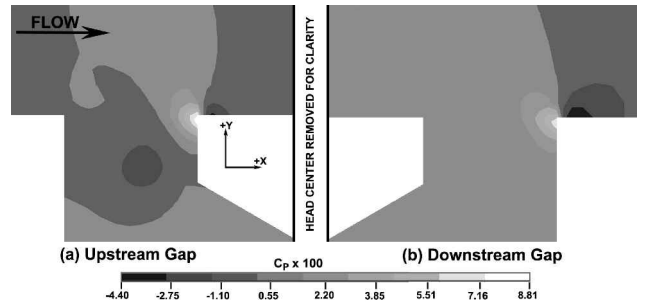 FLOW
+Y
+X
HEAD CENTER REMOVED FOR CLARITY
(a) Upstream Gap
(b) Downstream Gap
CP x 100
-4.40 -2.75 -1.10 0.55 2.20 3.85 5.51 7.16 8.81